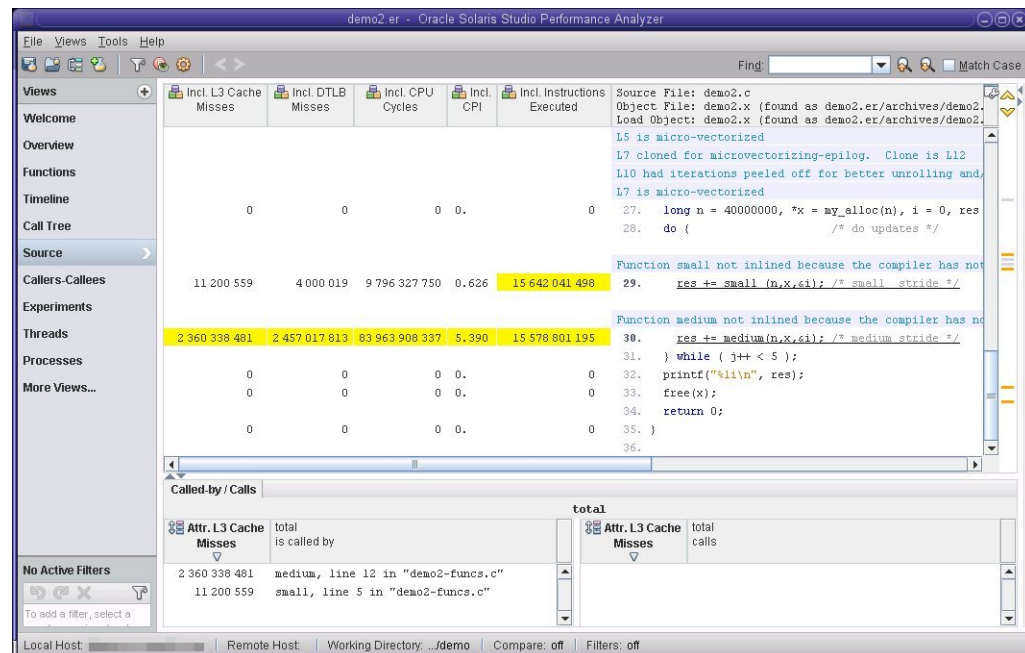 demo2.er - Oracle Solaris Studio Performance Analyzer
File Views Tools Help
Find:
Match Case
Views
Welcome
Overview
Functions
Timeline
Call Tree
Source
Callers-Callees
Experiments
Threads
Processes
More Views...
Incl. L3 Cache Misses
Incl. DTLB Misses
Incl. CPU Cycles
Incl. CPI
Incl. Instructions Executed
Source File: demo2.c
Object File: demo2.x (found as demo2.er/archives/demo2.
Load Object: demo2.x (found as demo2.er/archives/demo2.
L5 is micro-vectorized
L7 cloned for microvectorizing-epilog. Clone is L12
L10 had iterations peeled off for better unrolling and/
L7 is micro-vectorized
0 0 0 0. 0 27. long n = 40000000, *x = my_alloc(n), i = 0, res
28. do { /* do updates */
Function small not inlined because the compiler has not
11 200 559 4 000 019 9 796 327 750 0.626 15 642 041 498 29. res += small (n,x,&i); /* small stride */
Function medium not inlined because the compiler has no
2 360 338 481 2 457 017 813 83 963 908 337 5.390 15 578 801 195 30. res += medium(n,x,&i); /* medium stride */
31. } while ( j++ < 5 );
0 0 0 0. 0 32. printf("%li\n", res);
0 0 0 0. 0 33. free(x);
34. return 0;
0 0 0 0. 0 35. }
36.
Called-by / Calls
total
Attr. L3 Cache Misses
total is called by
2 360 338 481 medium, line 12 in "demo2-funcs.c"
11 200 559 small, line 5 in "demo2-funcs.c"
Attr. L3 Cache Misses
total calls
No Active Filters
To add a filter, select a
Local Host: Remote Host: Working Directory: .../demo Compare: off Filters: off